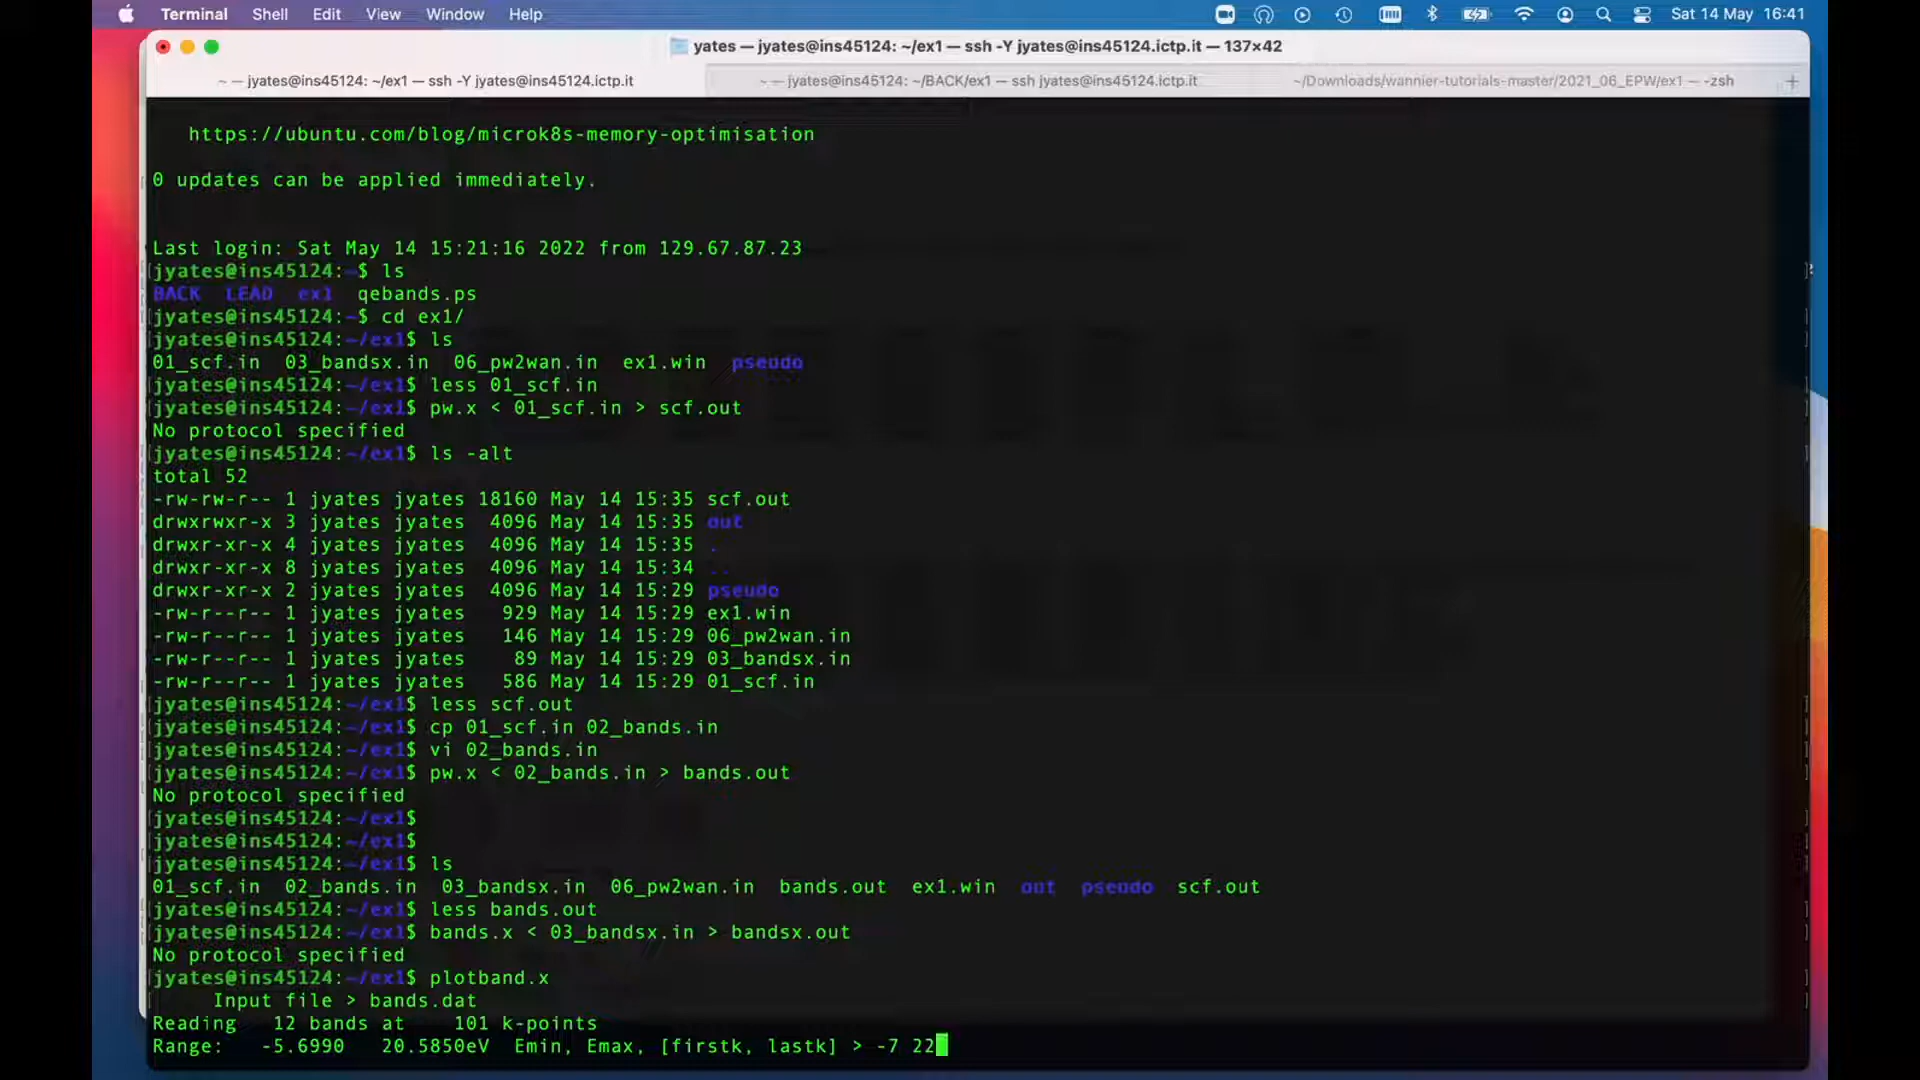 Terminal Shell Edit View Window Help Sat 14 May 16:41
yates — jyates@ins45124: ~/ex1 — ssh -Y jyates@ins45124.ictp.it — 137×42
~ — jyates@ins45124: ~/ex1 — ssh -Y jyates@ins45124.ictp.it ~ — jyates@ins45124: ~/BACK/ex1 — ssh jyates@ins45124.ictp.it ~/Downloads/wannier-tutorials-master/2021_06_EPW/ex1 — -zsh +
https://ubuntu.com/blog/microk8s-memory-optimisation
0 updates can be applied immediately.
Last login: Sat May 14 15:21:16 2022 from 129.67.87.23
jyates@ins45124:~$ ls
BACK LEAD ex1 qebands.ps
jyates@ins45124:~$ cd ex1/
jyates@ins45124:~/ex1$ ls
01_scf.in 03_bandsx.in 06_pw2wan.in ex1.win pseudo
jyates@ins45124:~/ex1$ less 01_scf.in
jyates@ins45124:~/ex1$ pw.x < 01_scf.in > scf.out
No protocol specified
jyates@ins45124:~/ex1$ ls -alt
total 52
-rw-rw-r-- 1 jyates jyates 18160 May 14 15:35 scf.out
drwxrwxr-x 3 jyates jyates 4096 May 14 15:35 out
drwxr-xr-x 4 jyates jyates 4096 May 14 15:35 .
drwxr-xr-x 8 jyates jyates 4096 May 14 15:34 ..
drwxr-xr-x 2 jyates jyates 4096 May 14 15:29 pseudo
-rw-r--r-- 1 jyates jyates 929 May 14 15:29 ex1.win
-rw-r--r-- 1 jyates jyates 146 May 14 15:29 06_pw2wan.in
-rw-r--r-- 1 jyates jyates 89 May 14 15:29 03_bandsx.in
-rw-r--r-- 1 jyates jyates 586 May 14 15:29 01_scf.in
jyates@ins45124:~/ex1$ less scf.out
jyates@ins45124:~/ex1$ cp 01_scf.in 02_bands.in
jyates@ins45124:~/ex1$ vi 02_bands.in
jyates@ins45124:~/ex1$ pw.x < 02_bands.in > bands.out
No protocol specified
jyates@ins45124:~/ex1$
jyates@ins45124:~/ex1$
jyates@ins45124:~/ex1$ ls
01_scf.in 02_bands.in 03_bandsx.in 06_pw2wan.in bands.out ex1.win out pseudo scf.out
jyates@ins45124:~/ex1$ less bands.out
jyates@ins45124:~/ex1$ bands.x < 03_bandsx.in > bandsx.out
No protocol specified
jyates@ins45124:~/ex1$ plotband.x
Input file > bands.dat
Reading 12 bands at 101 k-points
Range: -5.6990 20.5850eV Emin, Emax, [firstk, lastk] > -7 22